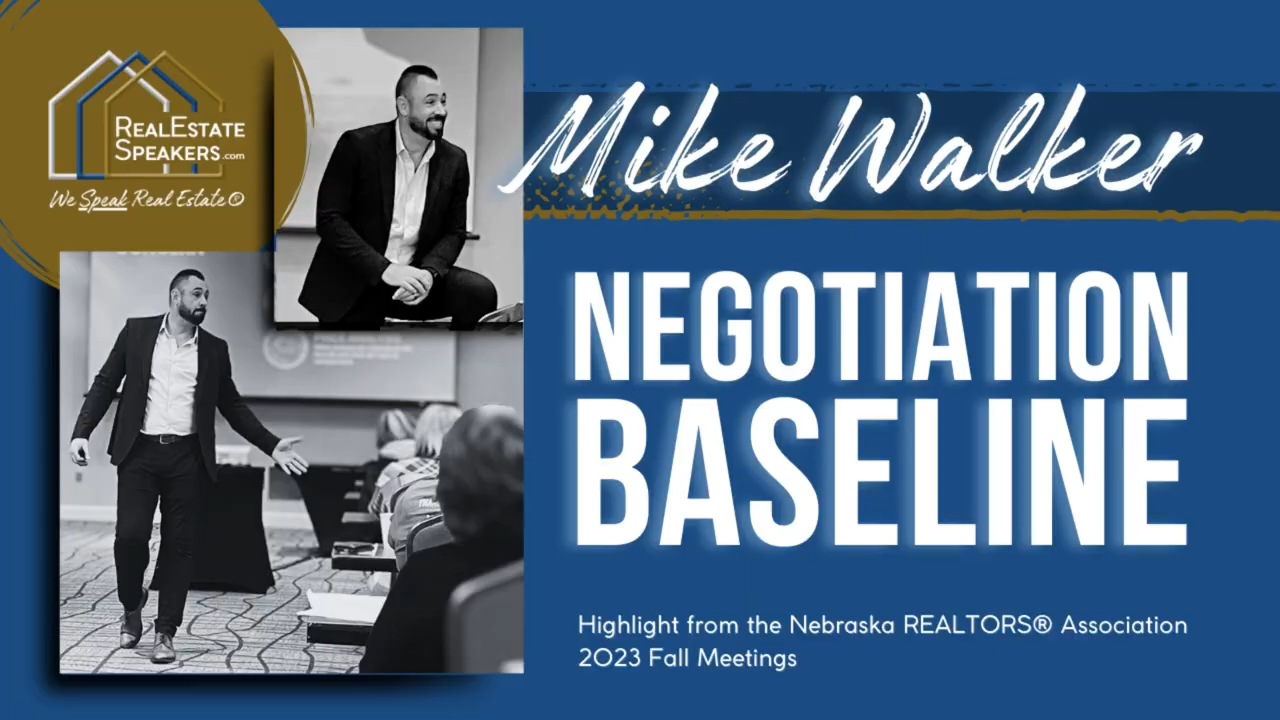 REALESTATE
SPEAKERS.com
We Speak Real Estate®
Mike Walker
NEGOTIATION
BASELINE
Highlight from the Nebraska REALTORS® Association
2023 Fall Meetings